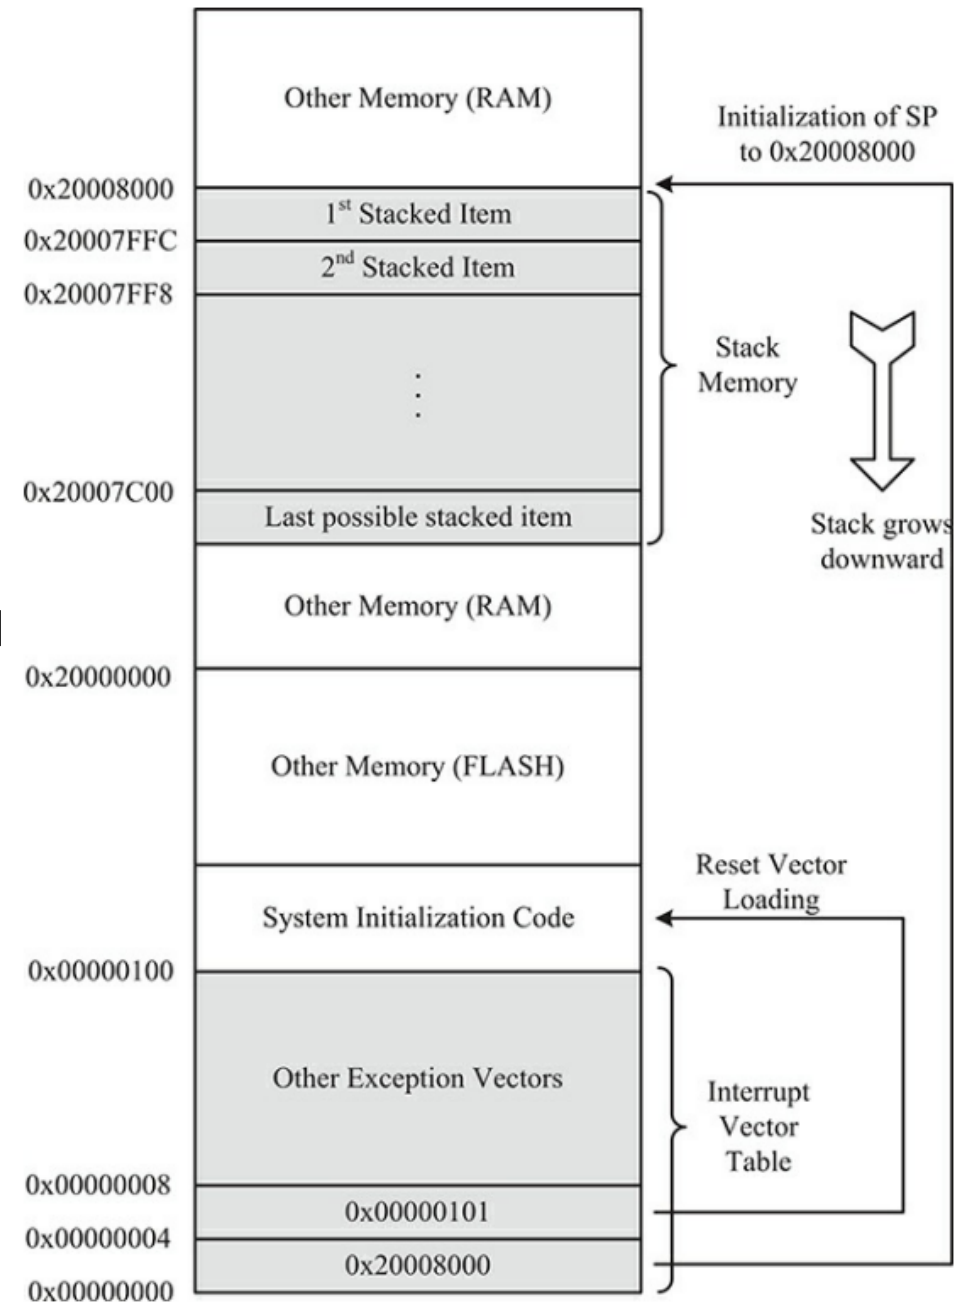 Other Memory (RAM)
Initialization of SP
to 0x20008000
0x20008000
1st Stacked Item
0x20007FFC
2nd Stacked Item
0x20007FF8
Stack
Memory
0x20007C00
Last possible stacked item
Stack grows
downward
Other Memory (RAM)
0x20000000
Other Memory (FLASH)
Reset Vector
Loading
System Initialization Code
0x00000100
Other Exception Vectors
Interrupt
Vector
Table
0x00000008
0x00000101
0x00000004
0x20008000
0x00000000